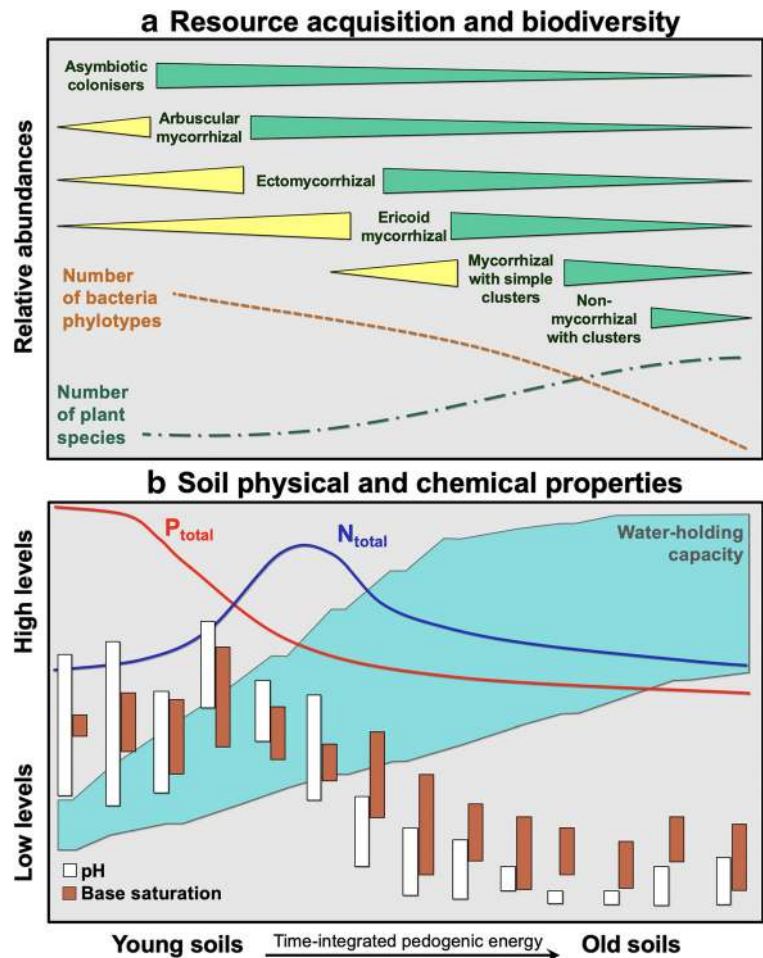 a Resource acquisition and biodiversity
Relative abundances
Asymbiotic
colonisers
Arbuscular
mycorrhizal
Ectomycorrhizal
Ericoid
mycorrhizal
Mycorrhizal
with simple
clusters
Non-
mycorrhizal
with clusters
Number
of bacteria
phylotypes
Number
of plant
species
b Soil physical and chemical properties
High levels
Low levels
Ptotal
Ntotal
Water-holding
capacity
pH
Base saturation
Young soils
Time-integrated pedogenic energy
Old soils